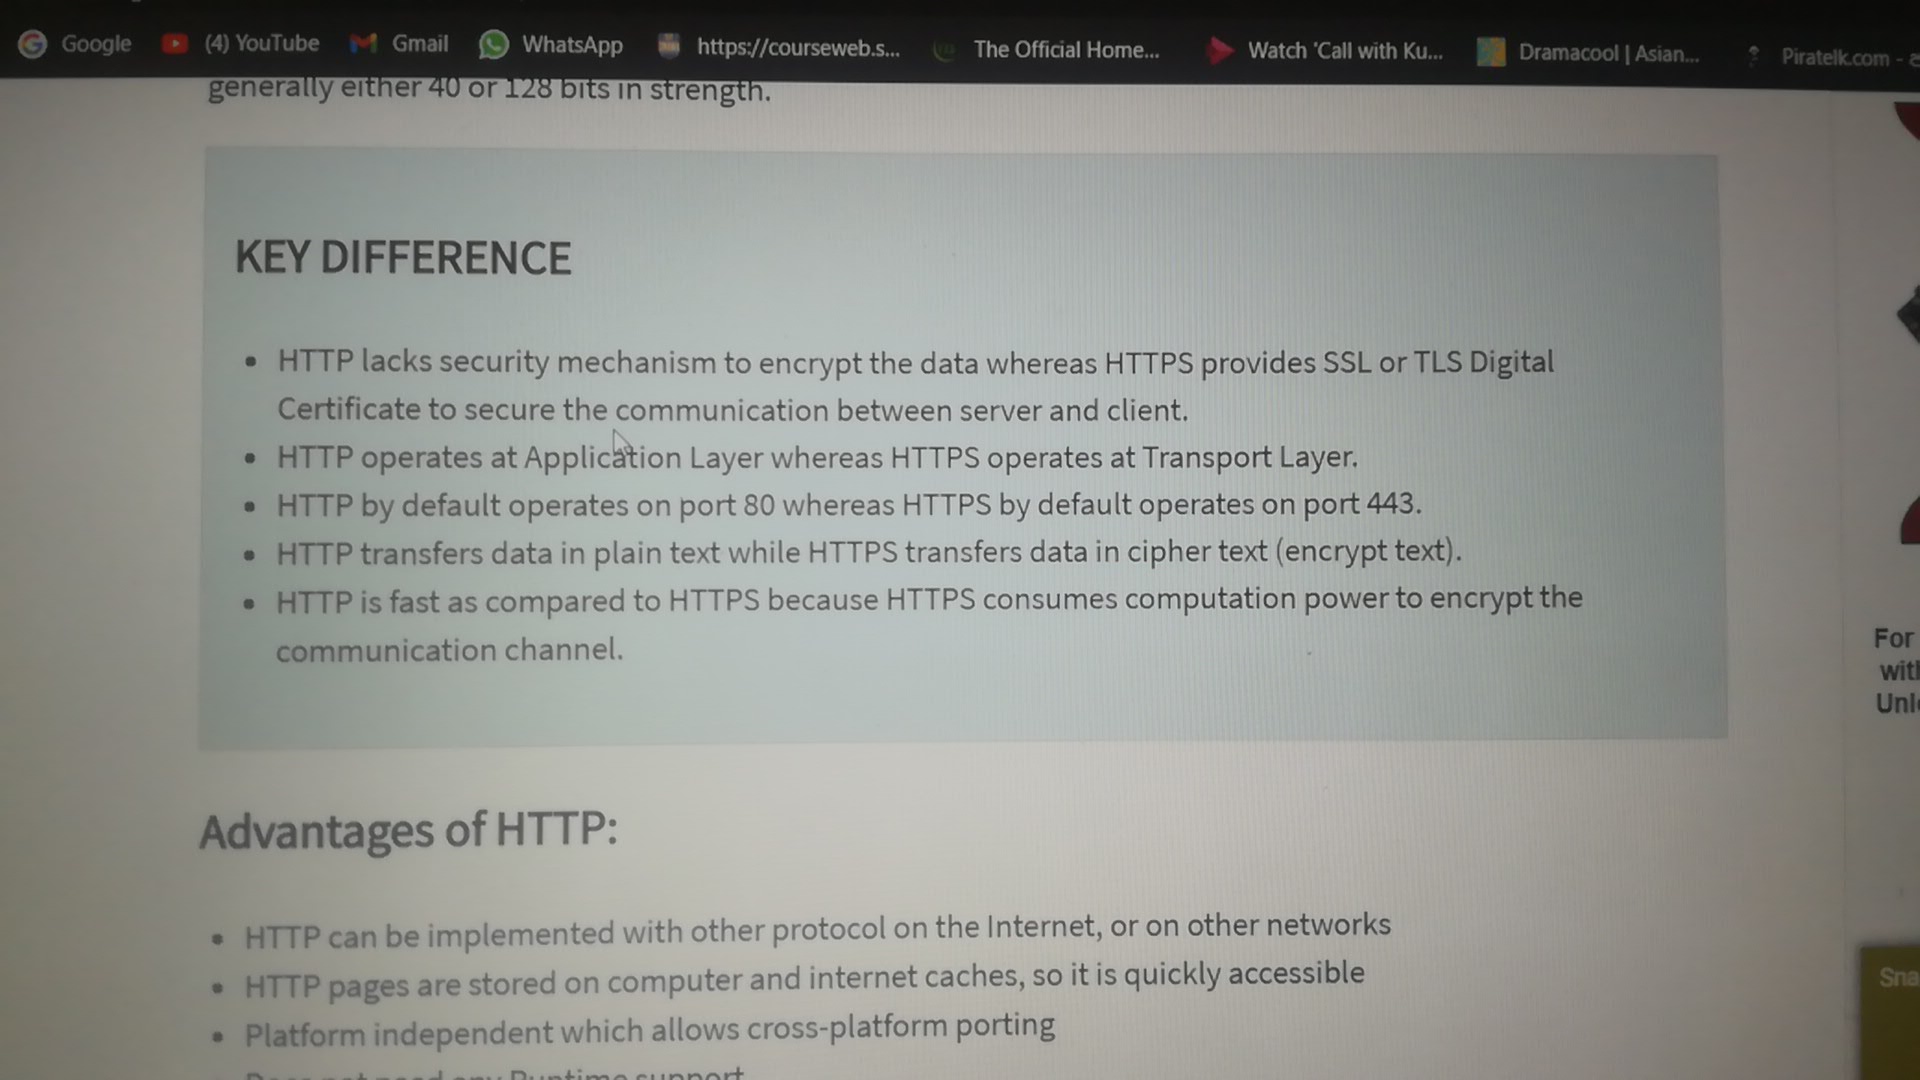 Google (4) YouTube Gmail WhatsApp https://courseweb.s... The Official Home... Watch 'Call with Ku... Dramacool | Asian... Piratelk.com -
generally either 40 or 128 bits in strength.
KEY DIFFERENCE
• HTTP lacks security mechanism to encrypt the data whereas HTTPS provides SSL or TLS Digital
Certificate to secure the communication between server and client.
• HTTP operates at Application Layer whereas HTTPS operates at Transport Layer.
• HTTP by default operates on port 80 whereas HTTPS by default operates on port 443.
• HTTP transfers data in plain text while HTTPS transfers data in cipher text (encrypt text).
• HTTP is fast as compared to HTTPS because HTTPS consumes computation power to encrypt the
communication channel.
For
with
Unl
Advantages of HTTP:
• HTTP can be implemented with other protocol on the Internet, or on other networks
• HTTP pages are stored on computer and internet caches, so it is quickly accessible
Sna
• Platform independent which allows cross-platform porting
Does not need any Runtime support